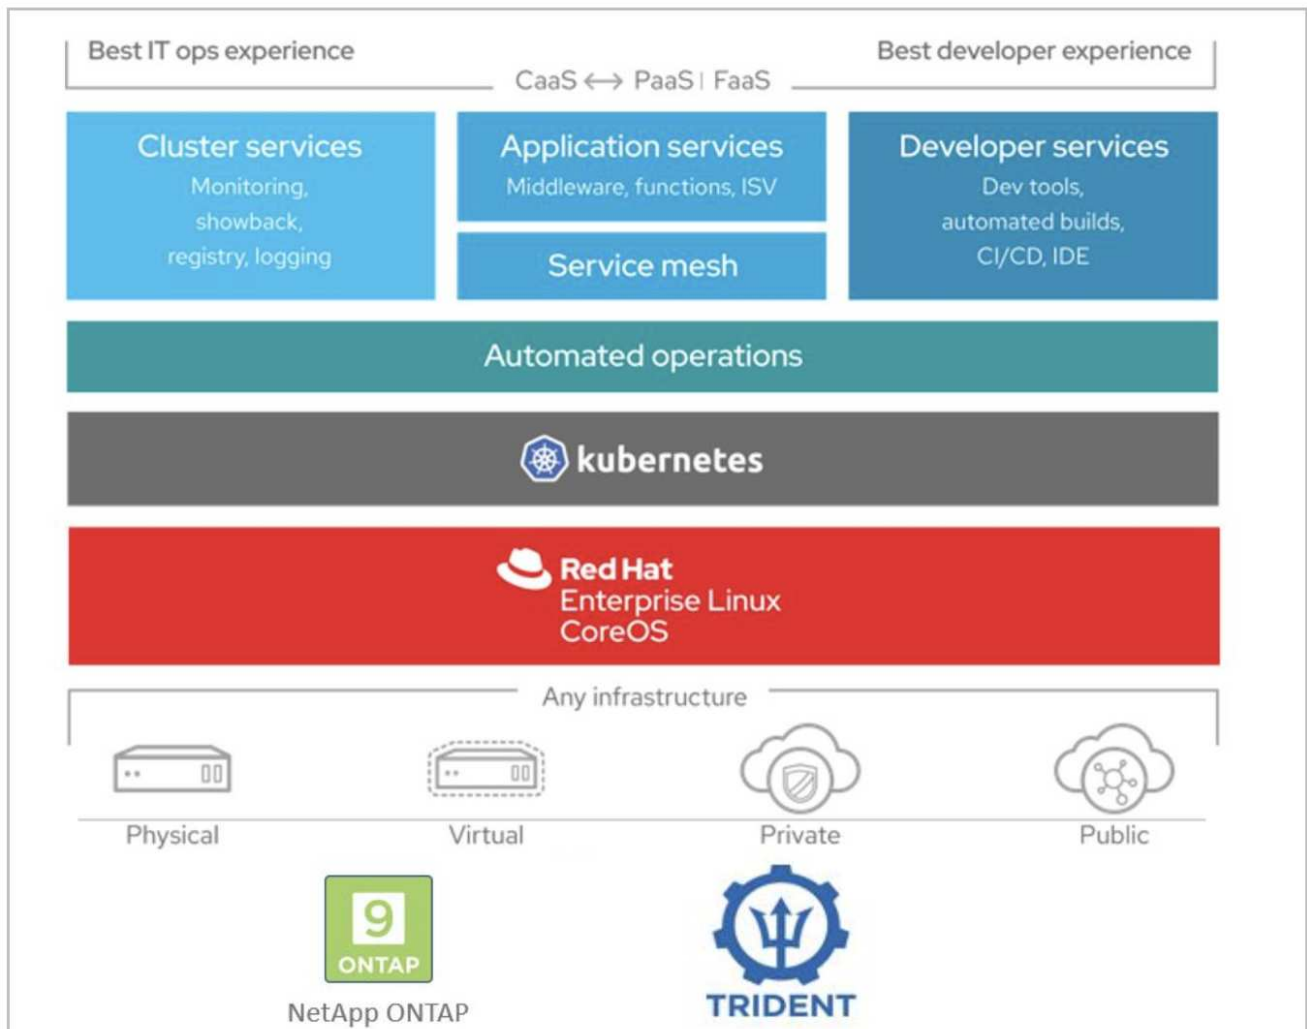 Best IT ops experience
Best developer experience
CaaS ↔ PaaS | FaaS
Cluster services
Monitoring,
showback,
registry, logging
Application services
Middleware, functions, ISV
Service mesh
Developer services
Dev tools,
automated builds,
CI/CD, IDE
Automated operations
kubernetes
Red Hat
Enterprise Linux
CoreOS
Any infrastructure
Physical
Virtual
Private
Public
9
ONTAP
NetApp ONTAP
TRIDENT